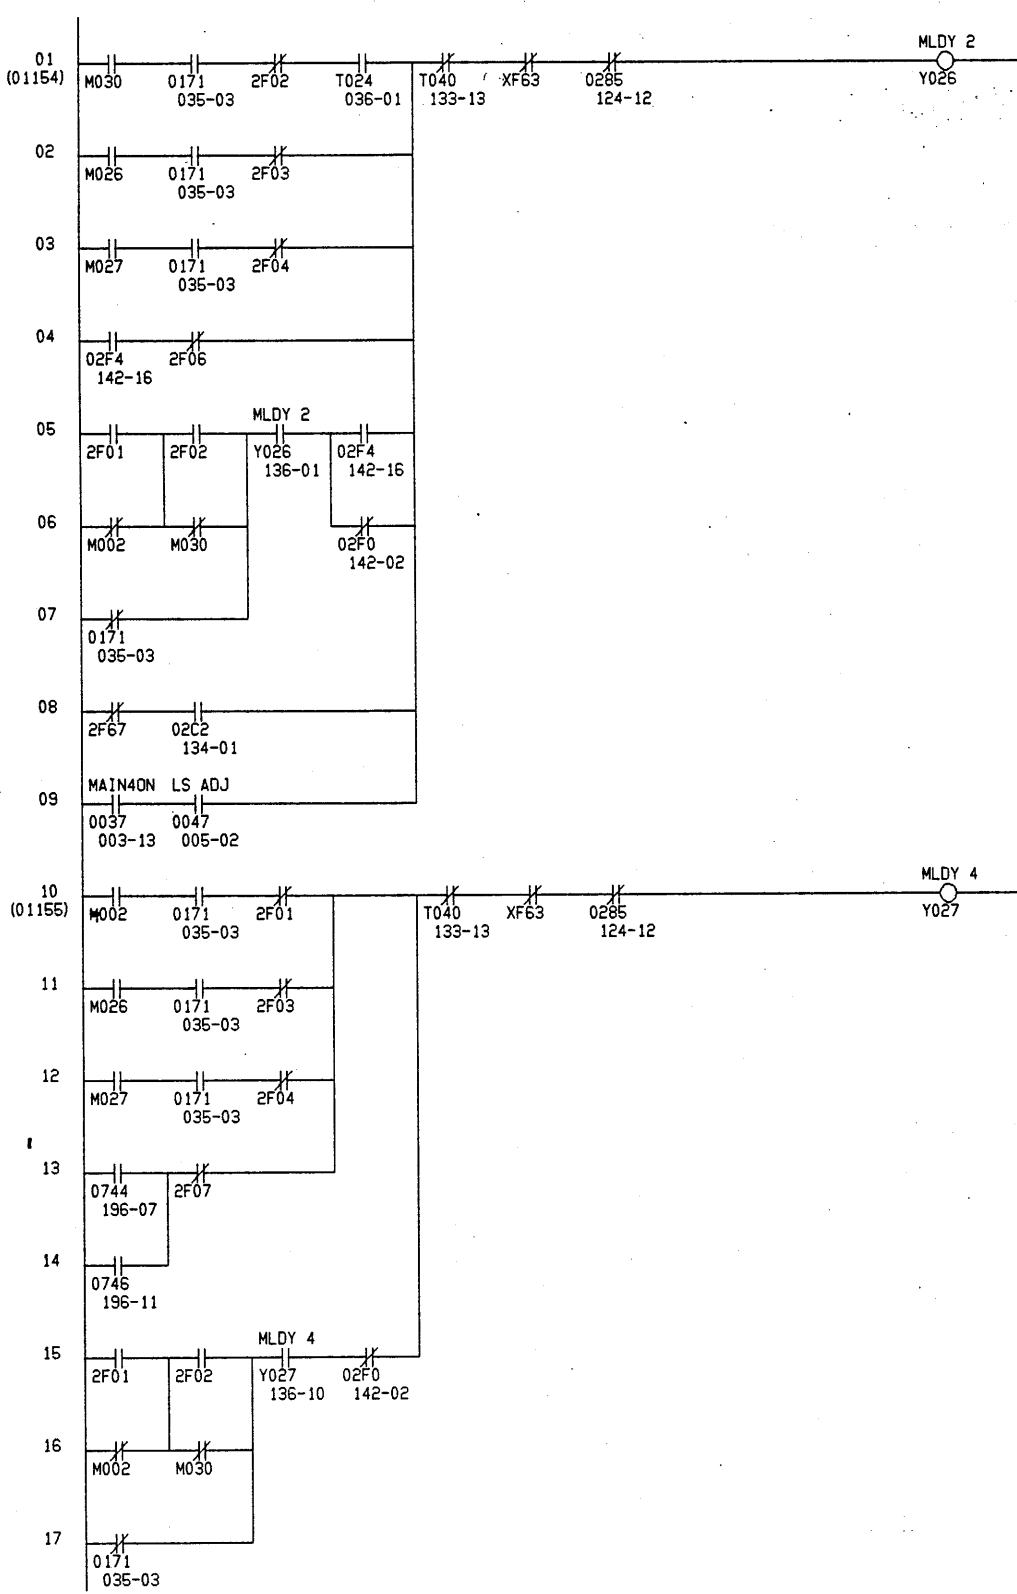 MLDY 2
01
(01154) M030 0171 2F02 T024 T040 XF63 0285 Y026
035-03 036-01 133-13 124-12
02
M026 0171 2F03
035-03
03
M027 0171 2F04
035-03
04
02F4 2F06
142-16
MLDY 2
05
2F01 2F02 Y026 02F4
136-01 142-16
06
M002 M030 02F0
142-02
07
0171
035-03
08
2F67 02C2
134-01
MAIN4ON LS ADJ
09
0037 0047
003-13 005-02
MLDY 4
10
(01155) M002 0171 2F01 T040 XF63 0285 Y027
035-03 133-13 124-12
11
M026 0171 2F03
035-03
12
M027 0171 2F04
035-03
13
0744 2F07
196-07
14
0746
196-11
MLDY 4
15
2F01 2F02 Y027 02F0
136-10 142-02
16
M002 M030
17
0171
035-03